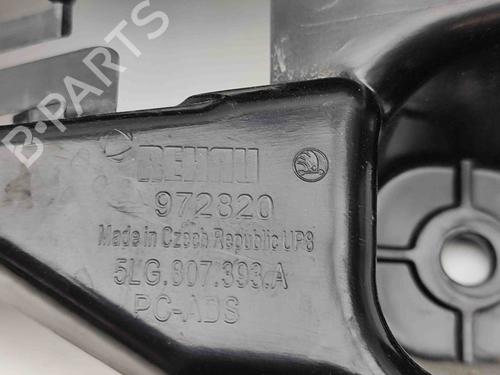 B-PARTS
REHAU
972820
Made in Czech Republic UP8
5LG.807.393.A
PC-ABS